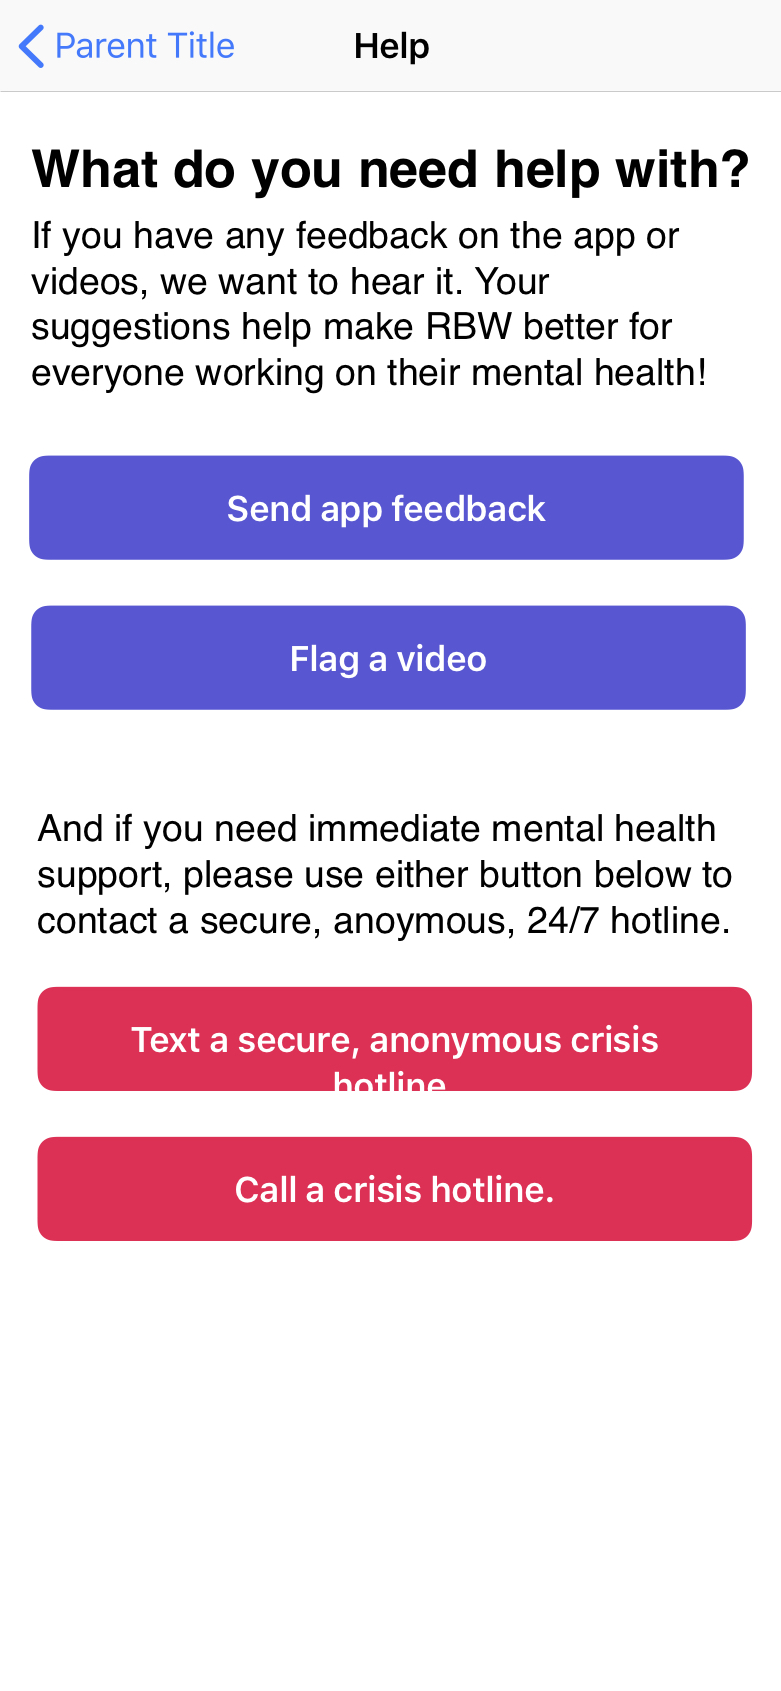 Parent Title
Help
What do you need help with?
If you have any feedback on the app or
videos, we want to hear it. Your
suggestions help make RBW better for
everyone working on their mental health!
Send app feedback
Flag a video
And if you need immediate mental health
support, please use either button below to
contact a secure, anoymous, 24/7 hotline.
Text a secure, anonymous crisis
hotline
Call a crisis hotline.